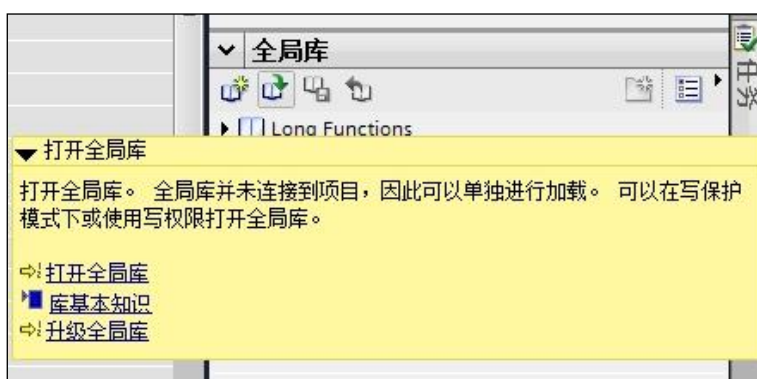 全局库
任务
Long Functions
打开全局库
打开全局库。 全局库并未连接到项目，因此可以单独进行加载。 可以在写保护
模式下或使用写权限打开全局库。
打开全局库
库基本知识
升级全局库